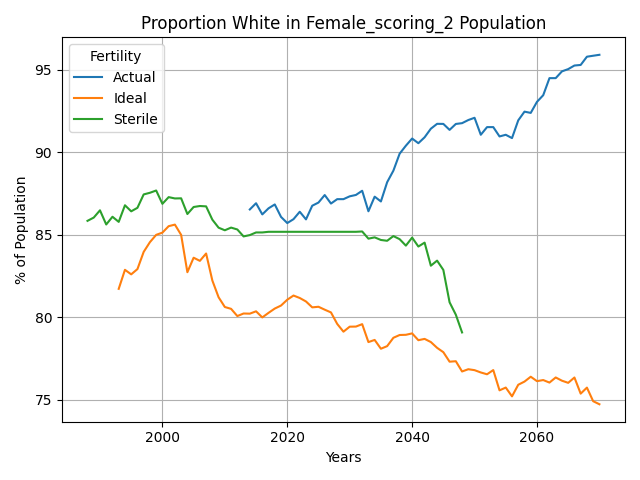 Proportion White in Female_scoring_2 Population
Fertility
Actual
Ideal
Sterile
% of Population
95
90
85
80
75
2000
2020
2040
2060
Years